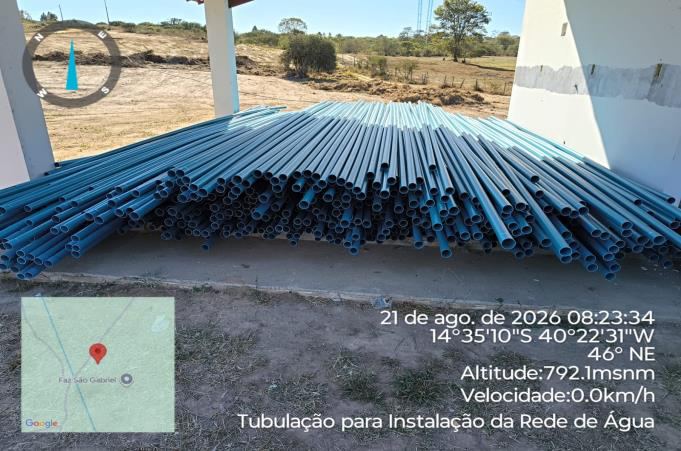 N
E
W
S
21 de ago. de 2026 08:23:34
14°35'10"S 40°22'31"W
46° NE
Altitude:792.1msnm
Velocidade:0.0km/h
Tubulação para Instalação da Rede de Água
Faz São Gabriel
Google